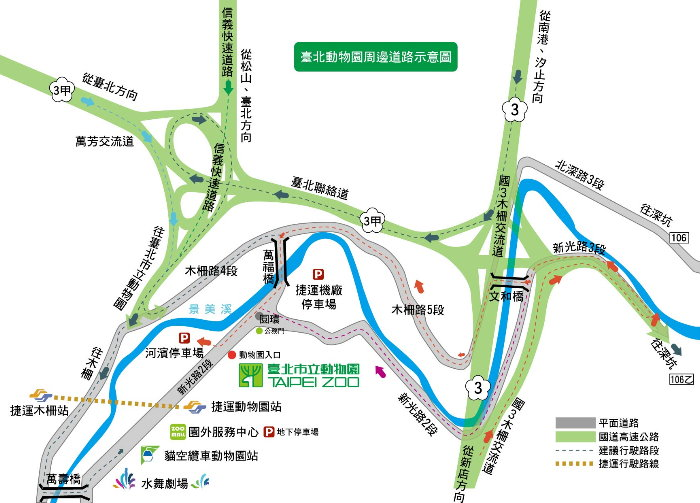 臺北動物園周邊道路示意圖
信義快速道路
從松山、臺北方向
從南港、汐止方向
3甲
從臺北方向
萬芳交流道
信義快速道路
3
臺北聯絡道
3甲
國3木柵交流道
北深路3段
往深坑
106
新光路3段
往臺北市立動物園
木柵路4段
萬福橋
捷運機廠
停車場
文和橋
木柵路5段
景美溪
圓環
公務門
河濱停車場
動物園入口
臺北市立動物園
TAIPEI ZOO
往深坑
106乙
往木柵
新光路2段
3
新光路2段
國3木柵交流道
從新店方向
捷運木柵站
捷運動物園站
ZOO MALL
園外服務中心
P
地下停車場
貓空纜車動物園站
水舞劇場
萬壽橋
平面道路
國道高速公路
建議行駛路段
捷運行駛路線